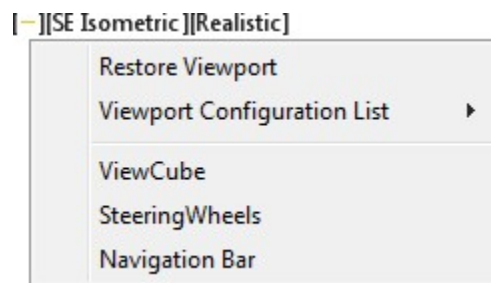 [−][SE Isometric][Realistic]
Restore Viewport
Viewport Configuration List
ViewCube
SteeringWheels
Navigation Bar